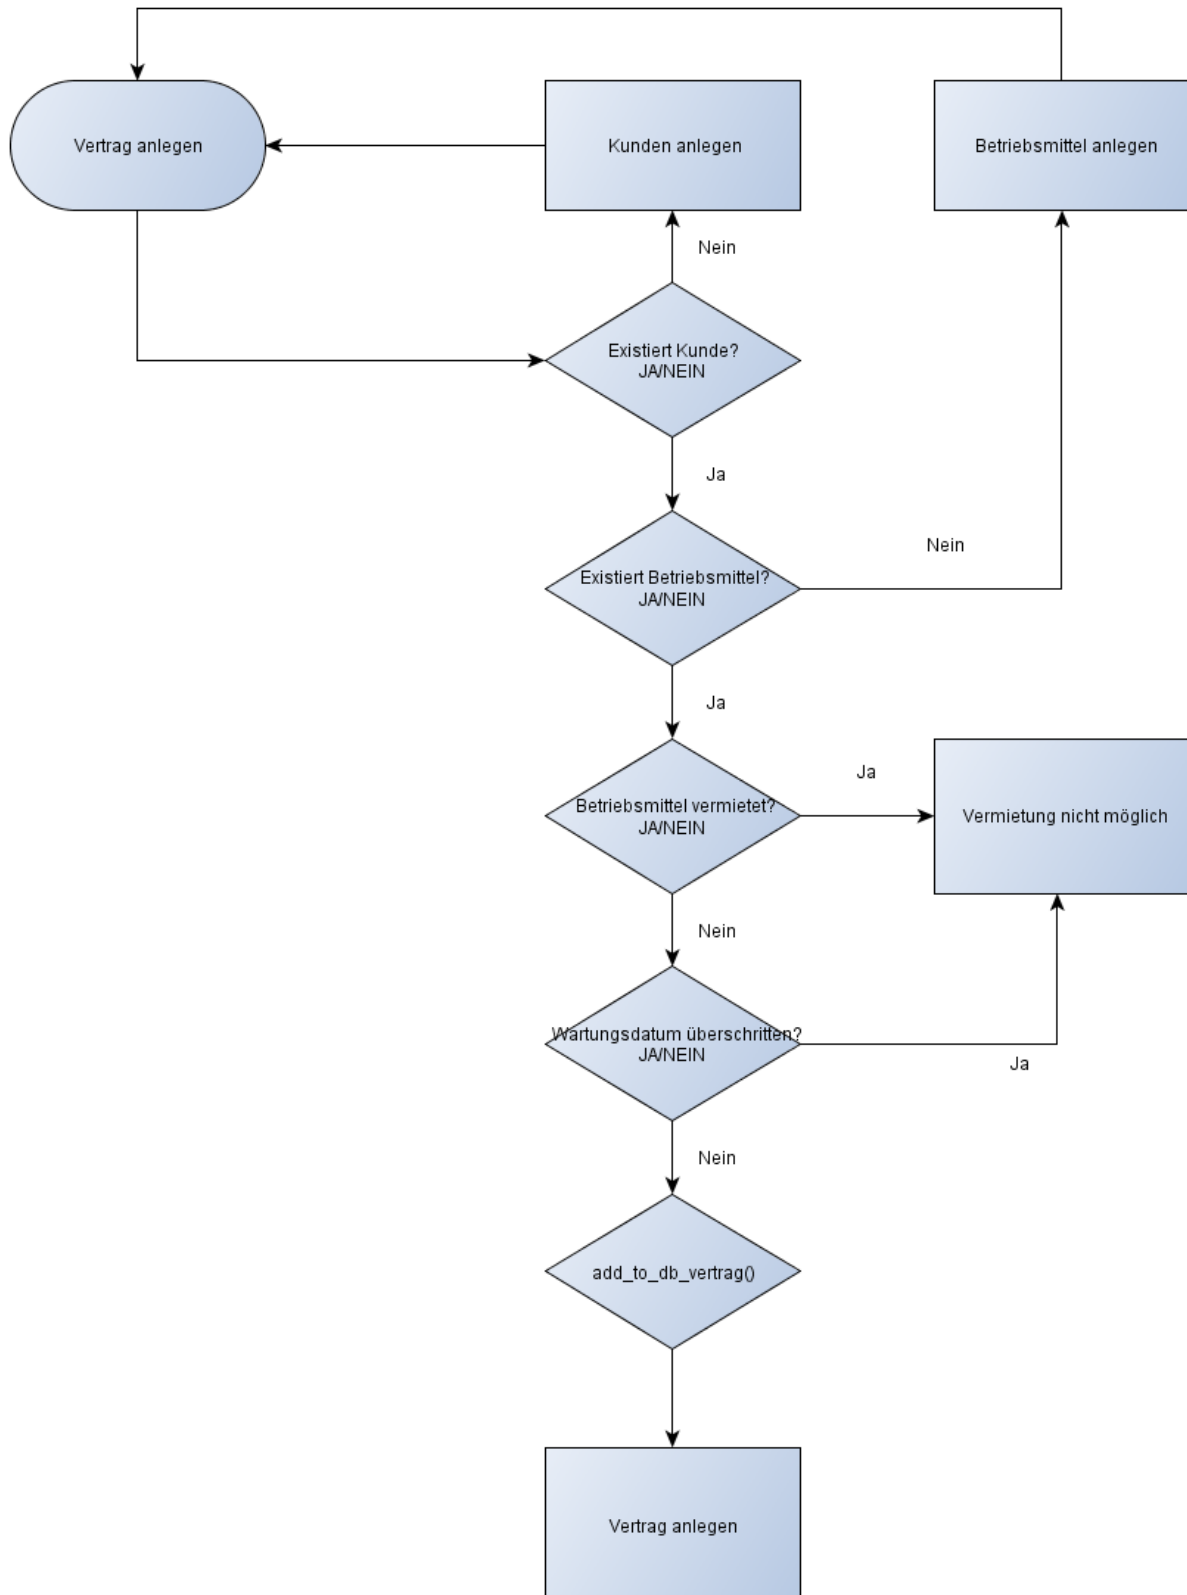 Vertrag anlegen
Kunden anlegen
Betriebsmittel anlegen
Nein
Existiert Kunde?
JA/NEIN
Ja
Nein
Existiert Betriebsmittel?
JA/NEIN
Ja
Ja
Betriebsmittel vermietet?
JA/NEIN
Vermietung nicht möglich
Nein
Wartungsdatum überschritten?
JA/NEIN
Ja
Nein
add_to_db_vertrag()
Vertrag anlegen